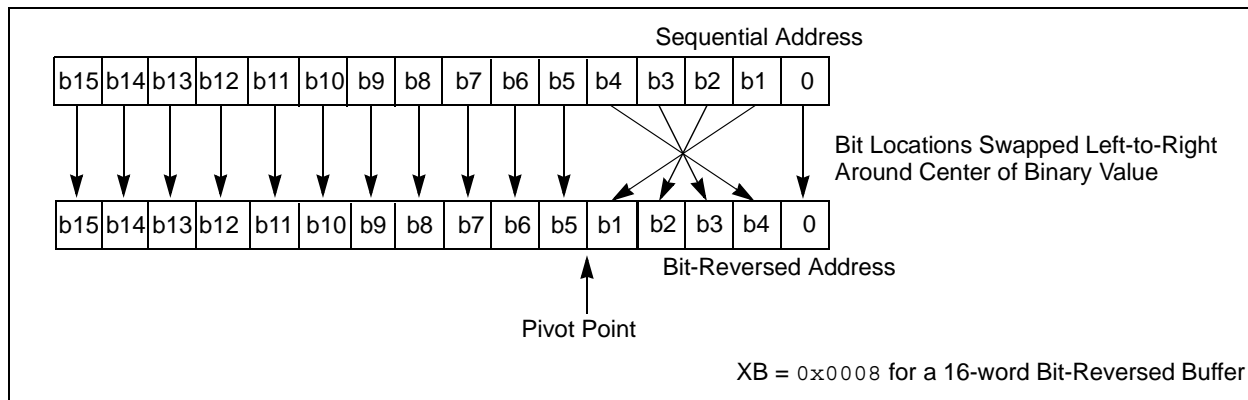 Sequential Address
b15 b14 b13 b12 b11 b10 b9 b8 b7 b6 b5 b4 b3 b2 b1 0
Bit Locations Swapped Left-to-Right
Around Center of Binary Value
b15 b14 b13 b12 b11 b10 b9 b8 b7 b6 b5 b1 b2 b3 b4 0
Bit-Reversed Address
Pivot Point
XB = 0x0008 for a 16-word Bit-Reversed Buffer